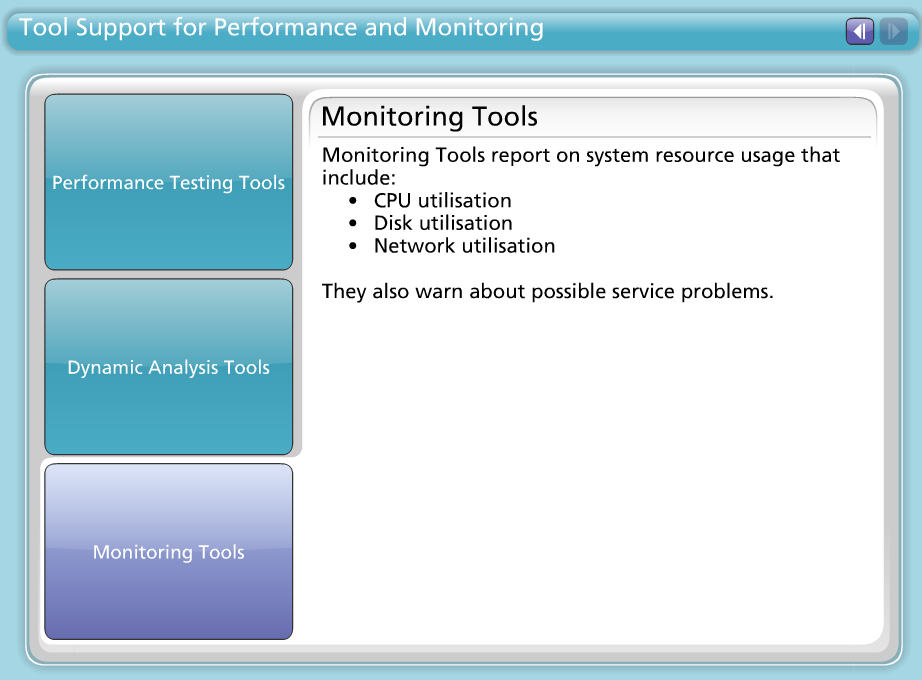 Tool Support for Performance and Monitoring
Performance Testing Tools
Dynamic Analysis Tools
Monitoring Tools
Monitoring Tools
Monitoring Tools report on system resource usage that
include:
• CPU utilisation
• Disk utilisation
• Network utilisation
They also warn about possible service problems.